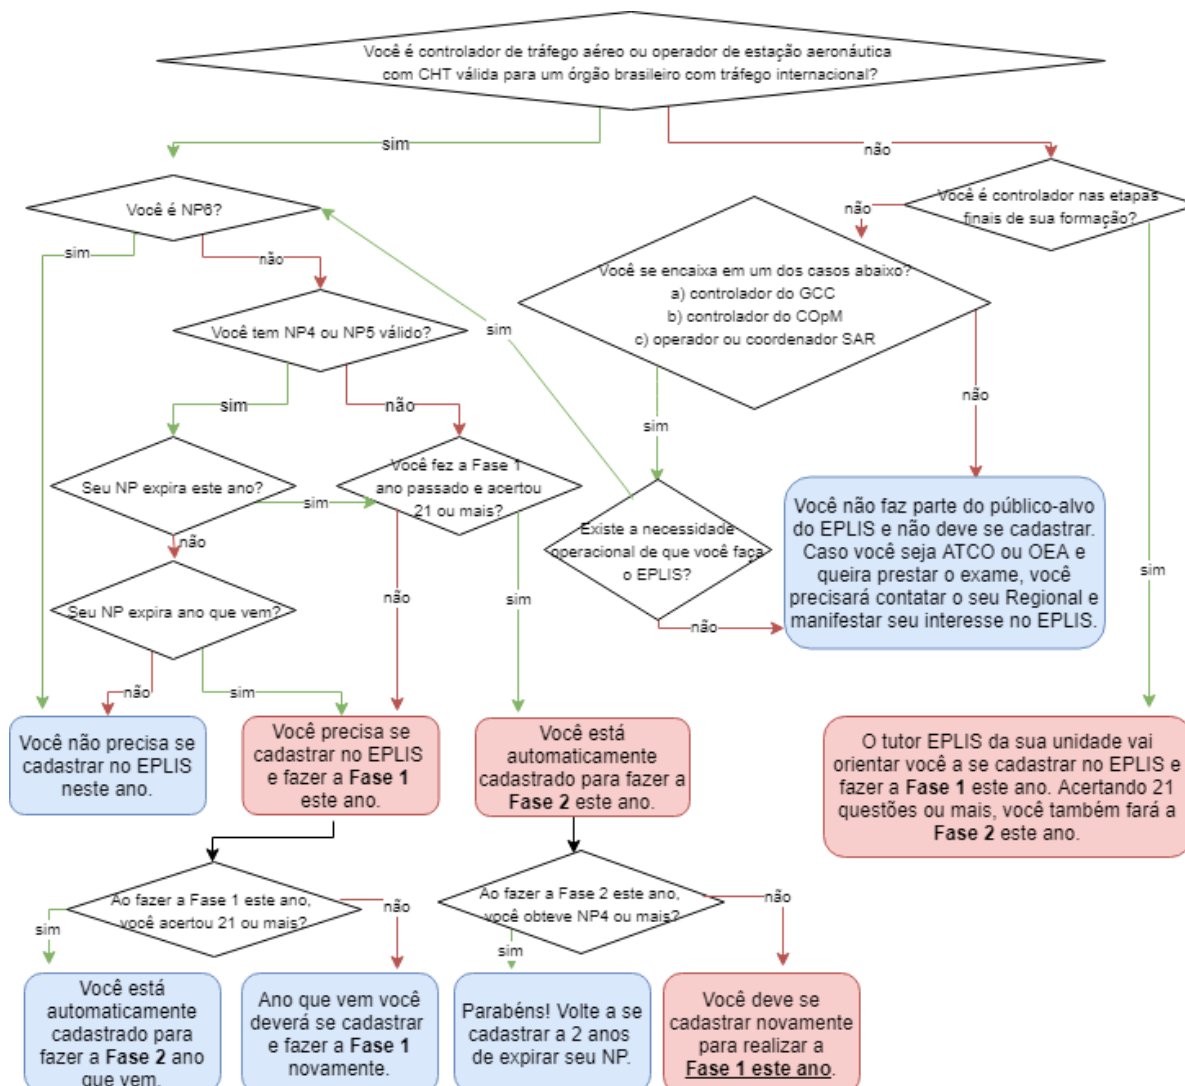 Você é controlador de tráfego aéreo ou operador de estação aeronáutica
com CHT válida para um órgão brasileiro com tráfego internacional?
sim
não
Você é NP6?
Você é controlador nas etapas
finais de sua formação?
não
sim
não
Você se encaixa em um dos casos abaixo?
a) controlador do GCC
b) controlador do COpM
c) operador ou coordenador SAR
sim
Você tem NP4 ou NP5 válido?
sim
não
não
sim
Seu NP expira este ano?
sim
Você fez a Fase 1
ano passado e acertou
21 ou mais?
Existe a necessidade
operacional de que você faça
o EPLIS?
Você não faz parte do público-alvo
do EPLIS e não deve se cadastrar.
Caso você seja ATCO ou OEA e
queira prestar o exame, você
precisará contatar o seu Regional e
manifestar seu interesse no EPLIS.
não
sim
Seu NP expira ano que vem?
não
sim
não
não
sim
Você não precisa se
cadastrar no EPLIS
neste ano.
Você precisa se
cadastrar no EPLIS
e fazer a Fase 1
este ano.
Você está
automaticamente
cadastrado para fazer a
Fase 2 este ano.
O tutor EPLIS da sua unidade vai
orientar você a se cadastrar no EPLIS e
fazer a Fase 1 este ano. Acertando 21
questões ou mais, você também fará a
Fase 2 este ano.
Ao fazer a Fase 1 este ano,
você acertou 21 ou mais?
sim
não
Ao fazer a Fase 2 este ano,
você obteve NP4 ou mais?
sim
não
Você está
automaticamente
cadastrado para
fazer a Fase 2 ano
que vem.
Ano que vem você
deverá se cadastrar
e fazer a Fase 1
novamente.
Parabéns! Volte a se
cadastrar a 2 anos
de expirar seu NP.
Você deve se
cadastrar novamente
para realizar a
Fase 1 este ano.